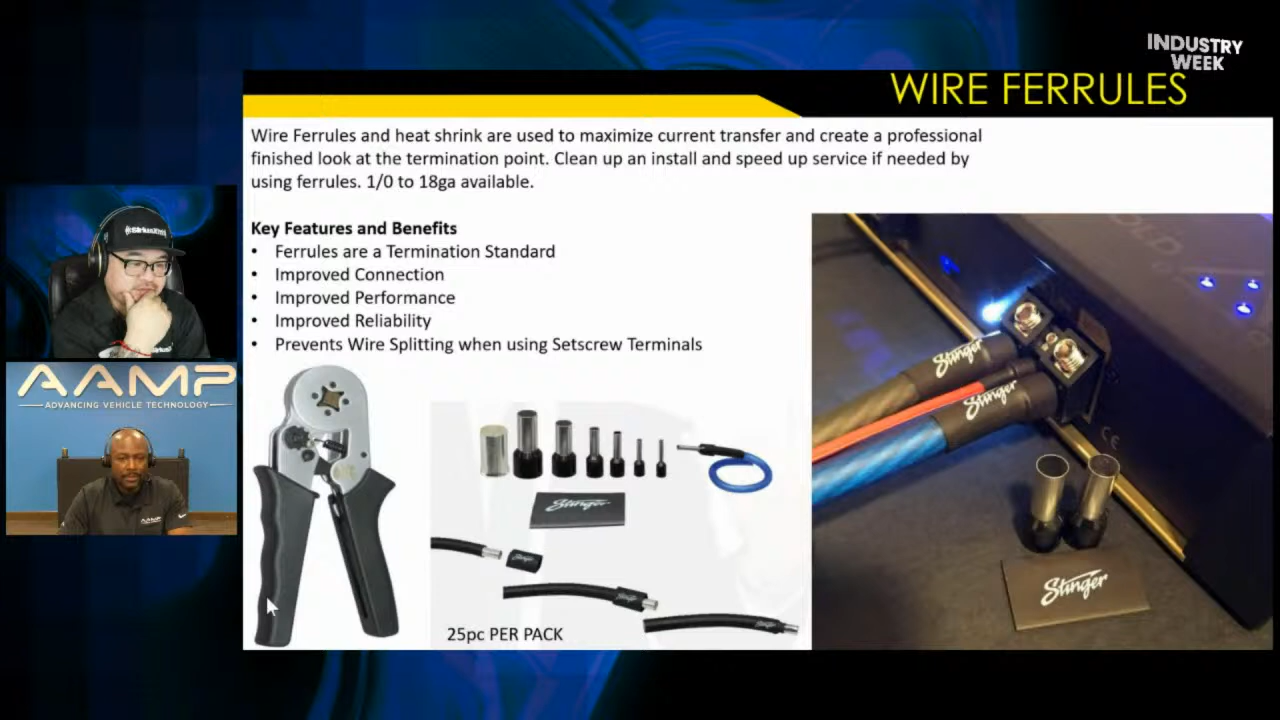 INDUSTRY
WEEK
WIRE FERRULES
Wire Ferrules and heat shrink are used to maximize current transfer and create a professional
finished look at the termination point. Clean up an install and speed up service if needed by
using ferrules. 1/0 to 18ga available.
Key Features and Benefits
• Ferrules are a Termination Standard
• Improved Connection
• Improved Performance
• Improved Reliability
• Prevents Wire Splitting when using Setscrew Terminals
SiriusXM
AAMP
ADVANCING VEHICLE TECHNOLOGY
AAMP
Stinger
25pc PER PACK
Stinger
Stinger
Stinger
CE